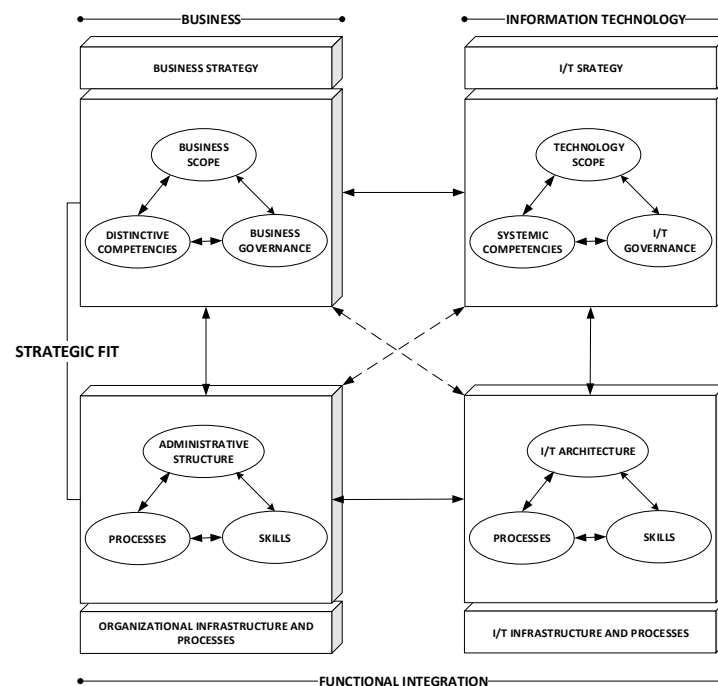 BUSINESS
INFORMATION TECHNOLOGY
BUSINESS STRATEGY
I/T SRATEGY
BUSINESS
SCOPE
DISTINCTIVE
COMPETENCIES
BUSINESS
GOVERNANCE
TECHNOLOGY
SCOPE
SYSTEMIC
COMPETENCIES
I/T
GOVERNANCE
STRATEGIC FIT
ADMINISTRATIVE
STRUCTURE
PROCESSES
SKILLS
I/T ARCHITECTURE
PROCESSES
SKILLS
ORGANIZATIONAL INFRASTRUCTURE AND
PROCESSES
I/T INFRASTRUCTURE AND PROCESSES
FUNCTIONAL INTEGRATION